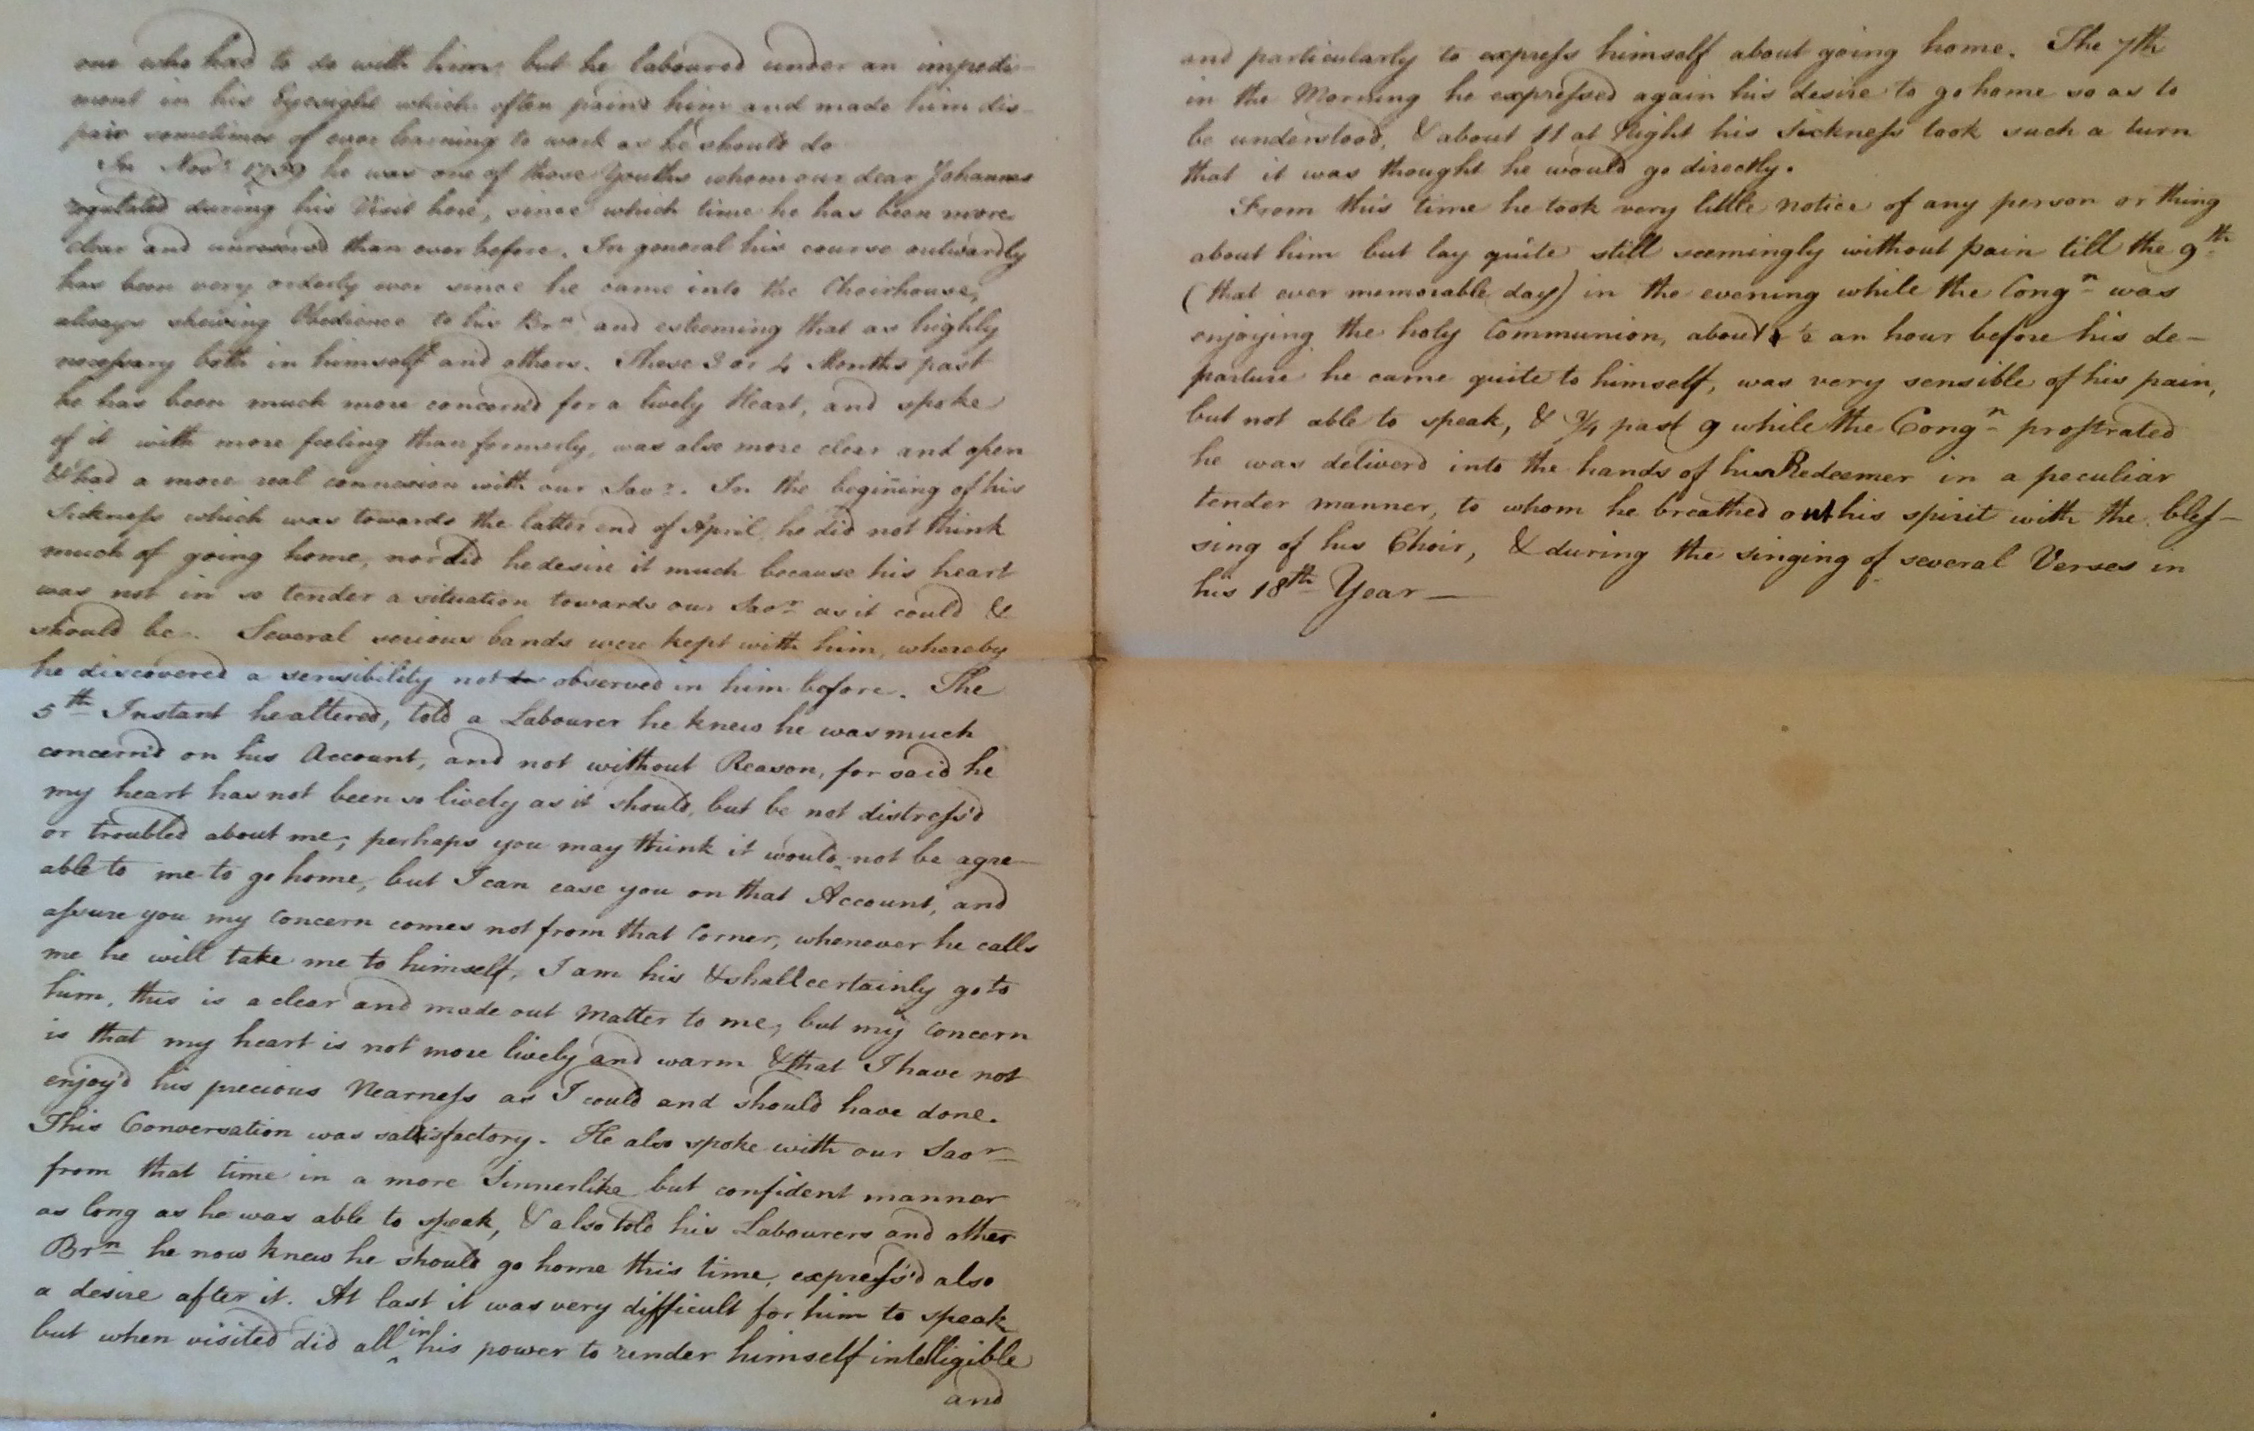 one who had to do with him, but he laboured under an impedi-
ment in his Eyesight which often pain'd him and made him dis-
pair sometimes of ever learning to work as he should do
In Novr. 1759 he was one of those Youths whom our dear Johannes
regulated during his Visit here, since which time he has been more
clear and unreserv'd than ever before. In general his course outwardly
has been very orderly ever since he came into the Choirhouse,
always shewing Obedience to his Brn. and esteeming that as highly
necessary both in himself and others. These 3 or 4 Months past
he has been much more concern'd for a lively Heart, and spoke
of it with more feeling than formerly, was also more clear and open
& had a more real connexion with our Savr. In the begiñing of his
Sickness which was towards the latter end of April, he did not think
much of going home, nor did he desire it much because his heart
was not in so tender a situation towards our Savr as it could &
should be. Several serious bands were kept with him, whereby
he discovered a sensibility not to observed in him before. The
5th Instant he altered, told a Labourer he knew he was much
concern'd on his Account, and not without Reason, for said he
my heart has not been so lively as it should, but be not distress'd
or troubled about me; perhaps you may think it would not be agre-
able to me to go home, but I can ease you on that Account, and
assure you my Concern comes not from that Corner, whenever he calls
me he will take me to himself, I am his & shall certainly go to
him, this is a clear and made out Matter to me, but my Concern
is that my heart is not more lively and warm & that I have not
enjoy'd his precious Nearness as I could and should have done.
This Conversation was satisfactory. He also spoke with our Savr
from that time in a more Sinnerlike but confident manner
as long as he was able to speak, & also told his Labourers and other
Brn he now knew he should go home this time, express'd also
a desire after it. At last it was very difficult for him to speak
but when visited did all in his power to render himself intelligible
and
and particularly to express himself about going home. The 7th
in the Morning he expressed again his desire to go home so as to
be understood, & about 11 at Night his Sickness took such a turn
that it was thought he would go directly.
From this time he took very little notice of any person or thing
about him but lay quite still seemingly without pain till the 9th
(that ever memorable day) in the evening while the Congn was
enjoying the holy Communion, about ½ an hour before his de-
parture he came quite to himself, was very sensible of his pain,
but not able to speak, & ¾ past 9 while the Congn prostrated
he was deliverd into the hands of his Redeemer in a peculiar
tender manner, to whom he breathed out his spirit with the bles-
sing of his Choir, & during the singing of several Verses in
his 18th Year —